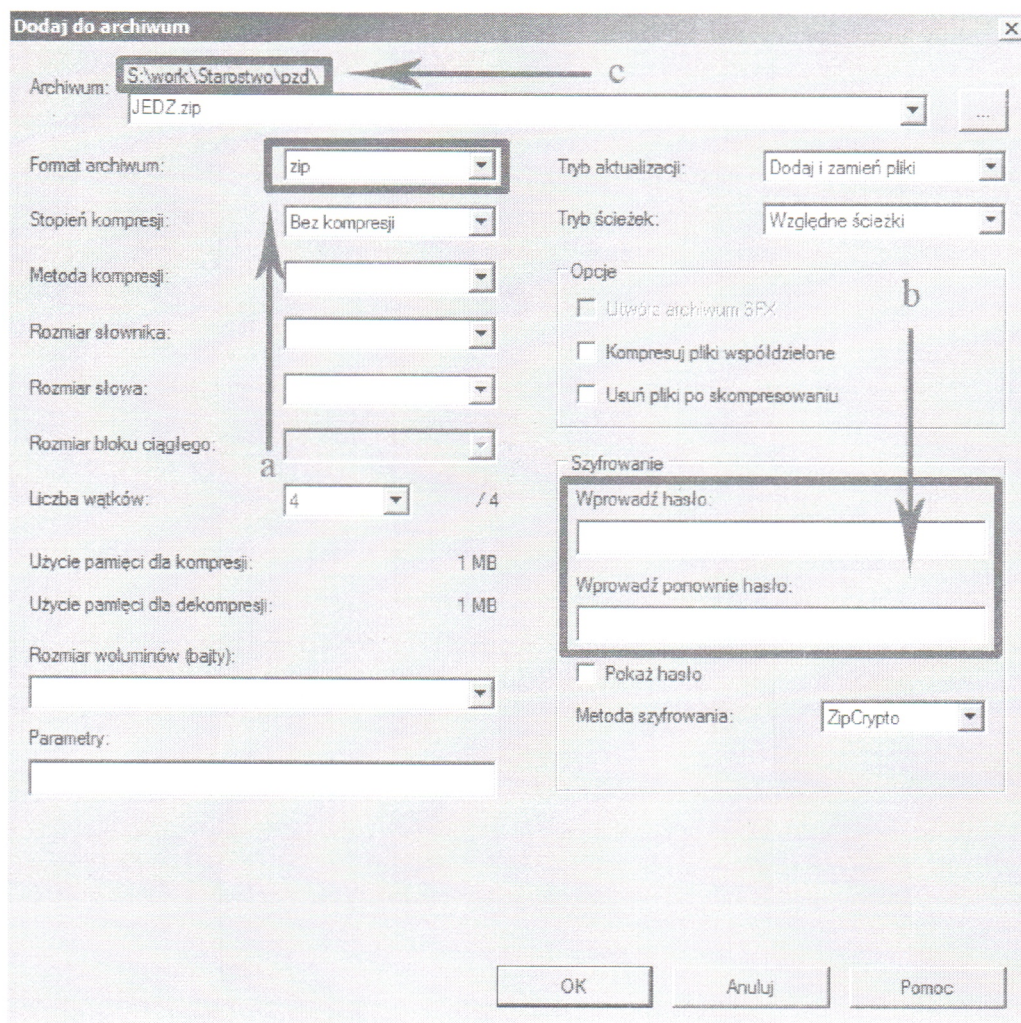 Dodaj do archiwum
Archiwum: S:\work\Starostwo\pzd\
c
JEDZ.zip
...
Format archiwum: zip
Tryb aktualizacji: Dodaj i zamień pliki
Stopień kompresji: Bez kompresji
Tryb ścieżek: Względne ścieżki
Metoda kompresji:
Opcje
b
Utwórz archiwum SFX
Rozmiar słownika:
Kompresuj pliki współdzielone
Rozmiar słowa:
Usuń pliki po skompresowaniu
Rozmiar bloku ciągłego:
a
Szyfrowanie
Liczba wątków: 4 / 4
Wprowadź hasło:
Użycie pamięci dla kompresji: 1 MB
Wprowadź ponownie hasło:
Użycie pamięci dla dekompresji: 1 MB
Rozmiar woluminów (bajty):
Pokaż hasło
Metoda szyfrowania: ZipCrypto
Parametry:
OK Anuluj Pomoc